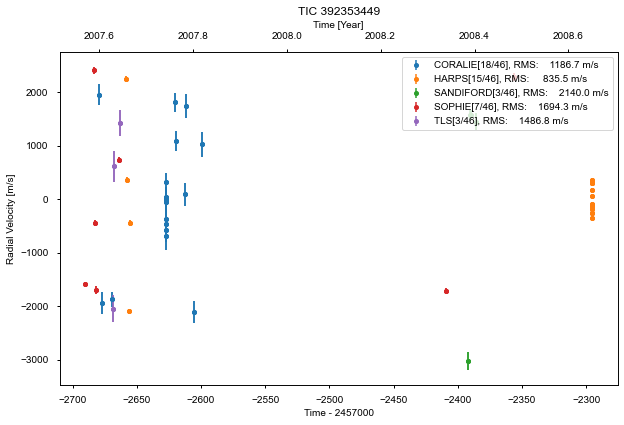 TIC 392353449
Time [Year]
2007.6 2007.8 2008.0 2008.2 2008.4 2008.6
CORALIE[18/46], RMS: 1186.7 m/s
HARPS[15/46], RMS: 835.5 m/s
SANDIFORD[3/46], RMS: 2140.0 m/s
SOPHIE[7/46], RMS: 1694.3 m/s
TLS[3/46], RMS: 1486.8 m/s
Radial Velocity [m/s]
2000
1000
0
−1000
−2000
−3000
−2700 −2650 −2600 −2550 −2500 −2450 −2400 −2350 −2300
Time - 2457000